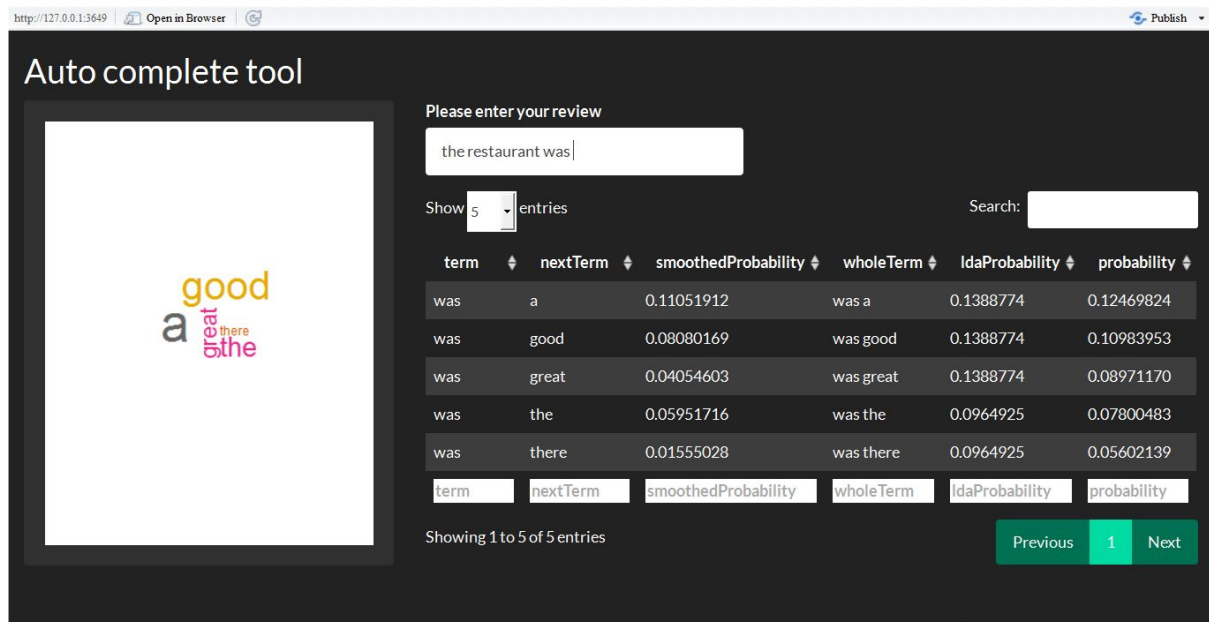 http://127.0.0.1:3649 Open in Browser Publish
Auto complete tool
good
a
great
there
the
Please enter your review
the restaurant was
Show 5 entries Search:
term nextTerm smoothedProbability wholeTerm ldaProbability probability
was a 0.11051912 was a 0.1388774 0.12469824
was good 0.08080169 was good 0.1388774 0.10983953
was great 0.04054603 was great 0.1388774 0.08971170
was the 0.05951716 was the 0.0964925 0.07800483
was there 0.01555028 was there 0.0964925 0.05602139
term nextTerm smoothedProbability wholeTerm ldaProbability probability
Showing 1 to 5 of 5 entries Previous 1 Next